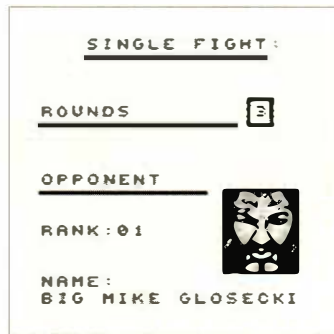 SINGLE FIGHT:
ROUNDS 3
OPPONENT
RANK:01
NAME:
BIG MIKE GLOSECKI